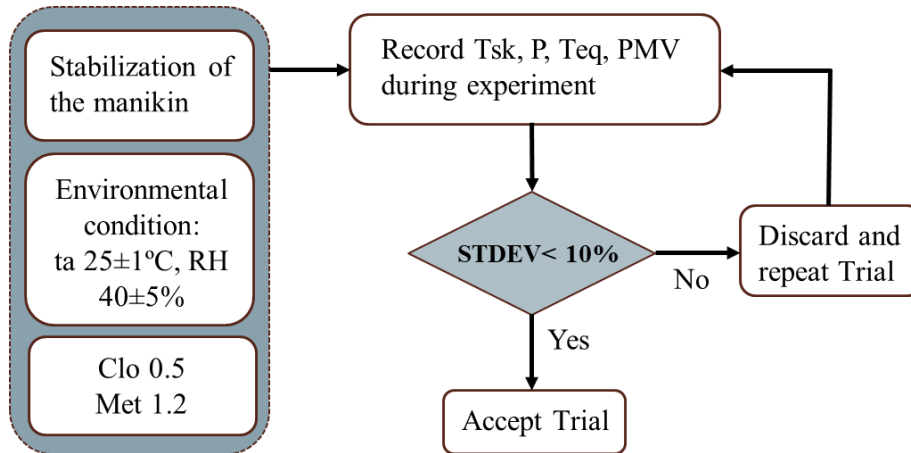 Stabilization of
the manikin
Environmental
condition:
ta 25±1ºC, RH
40±5%
Clo 0.5
Met 1.2
Record Tsk, P, Teq, PMV
during experiment
STDEV< 10%
No
Discard and
repeat Trial
Yes
Accept Trial